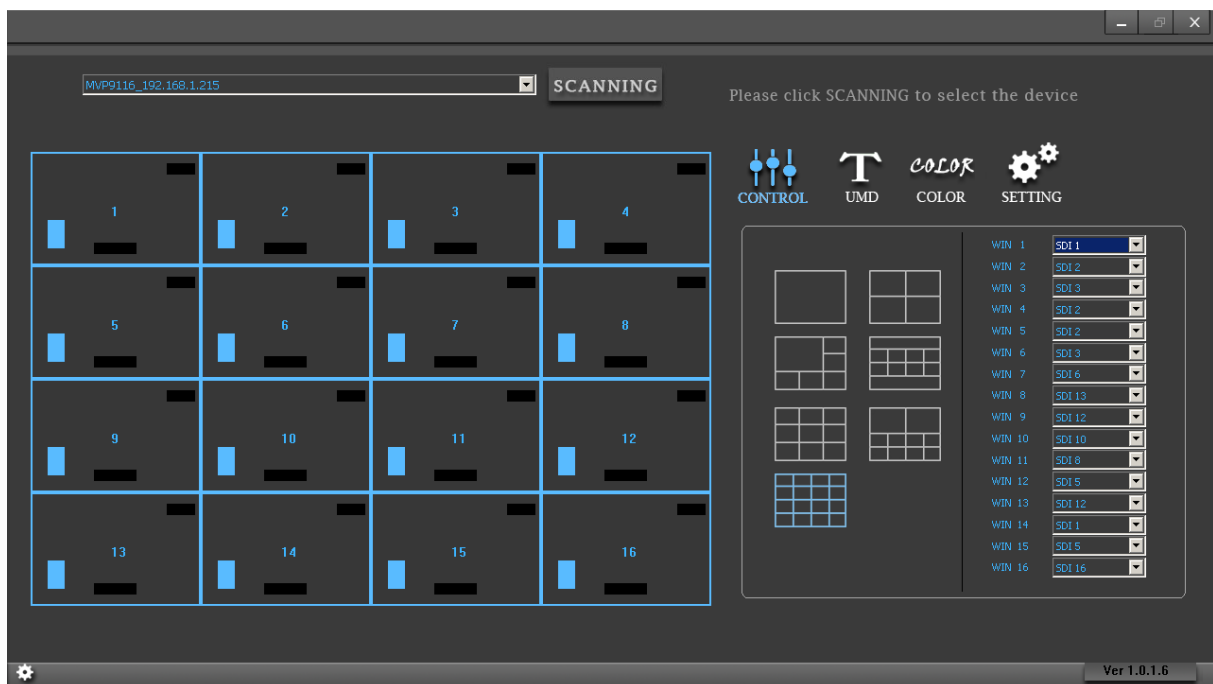 MVP9116_192.168.1.215
SCANNING
Please click SCANNING to select the device
CONTROL
UMD
COLOR
COLOR
SETTING
1 2 3 4
5 6 7 8
9 10 11 12
13 14 15 16
WIN 1 SDI 1
WIN 2 SDI 2
WIN 3 SDI 3
WIN 4 SDI 2
WIN 5 SDI 2
WIN 6 SDI 3
WIN 7 SDI 6
WIN 8 SDI 13
WIN 9 SDI 12
WIN 10 SDI 10
WIN 11 SDI 8
WIN 12 SDI 5
WIN 13 SDI 12
WIN 14 SDI 1
WIN 15 SDI 5
WIN 16 SDI 16
Ver 1.0.1.6